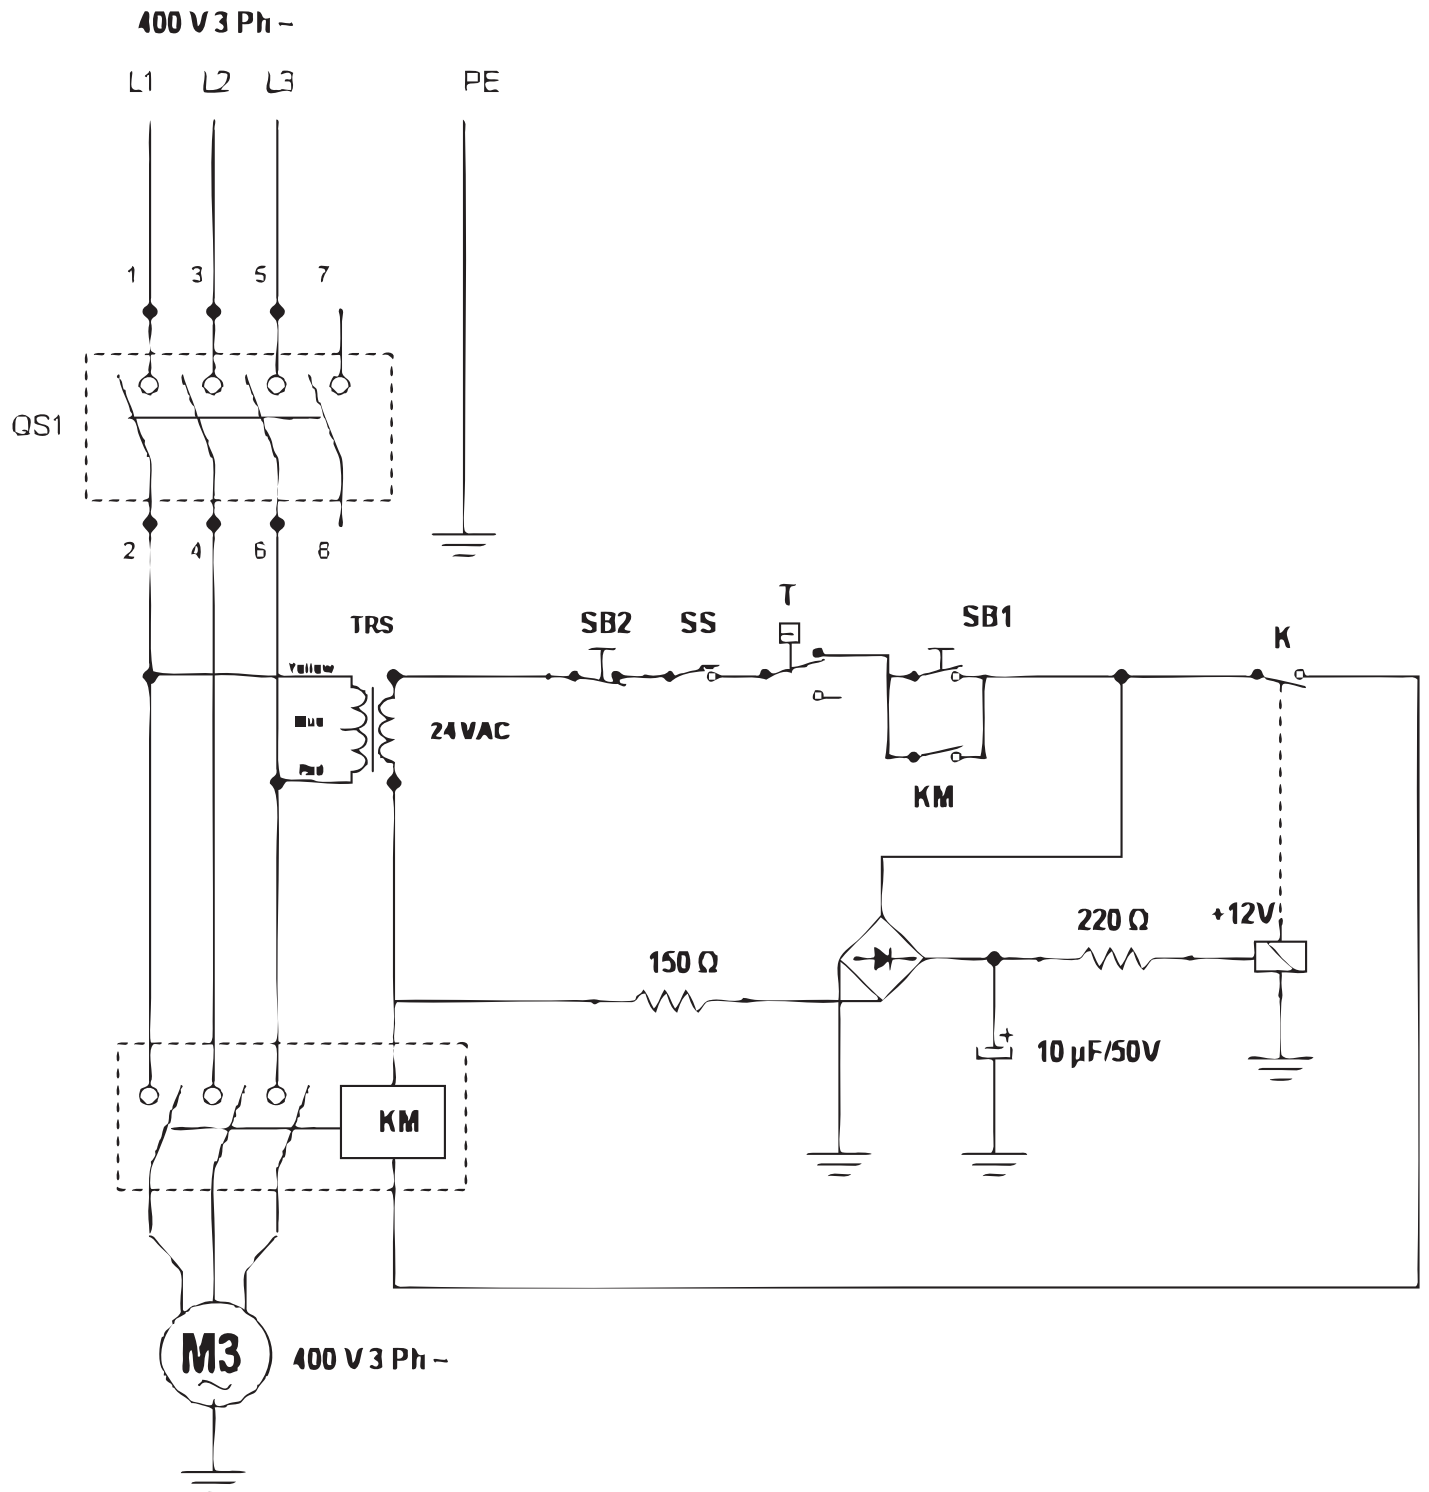 400 V 3 Ph ~
L1 L2 L3 PE
1 3 5 7
QS1
2 4 6 8
T
TRS SB2 SS SB1
K
Yellow
24 VAC
KM
220 Ω +12V
150 Ω
10 µF/50V
KM
M3
400 V 3 Ph ~